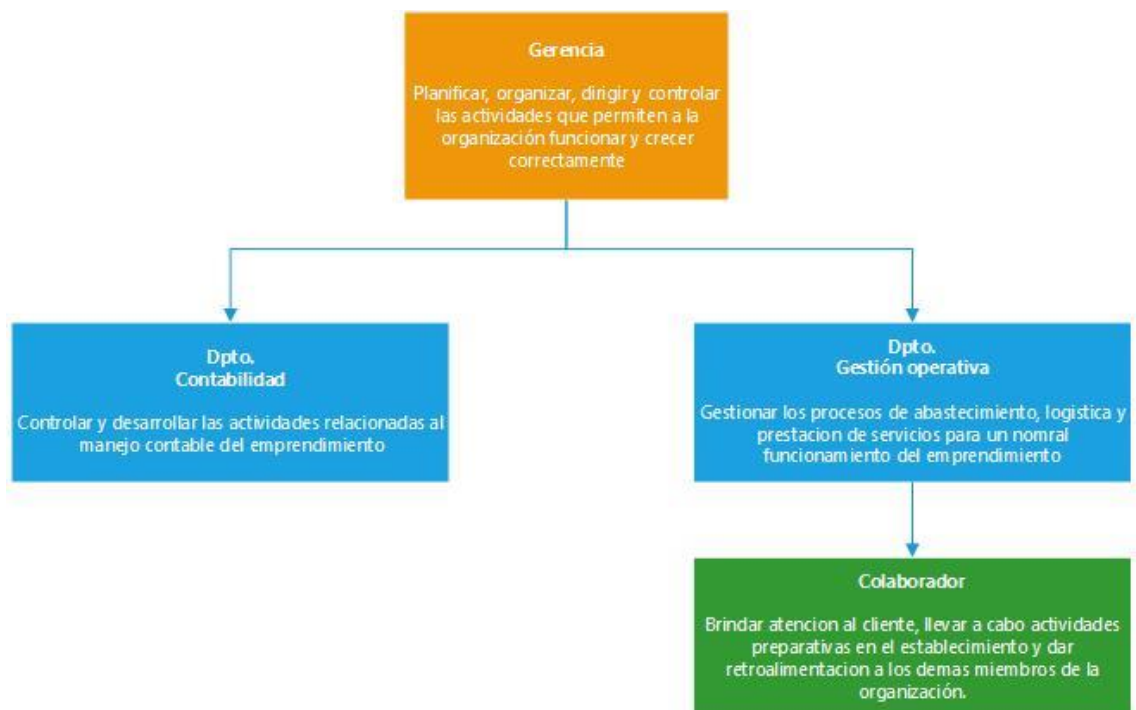 Gerencia
Planificar, organizar, dirigir y controlar
las actividades que permiten a la
organización funcionar y crecer
correctamente
Dpto.
Contabilidad
Controlar y desarrollar las actividades relacionadas al
manejo contable del emprendimiento
Dpto.
Gestión operativa
Gestionar los procesos de abastecimiento, logistica y
prestacion de servicios para un nomral
funcionamiento del emprendimiento
Colaborador
Brindar atencion al cliente, llevar a cabo actividades
preparativas en el establecimiento y dar
retroalimentacion a los demas miembros de la
organización.